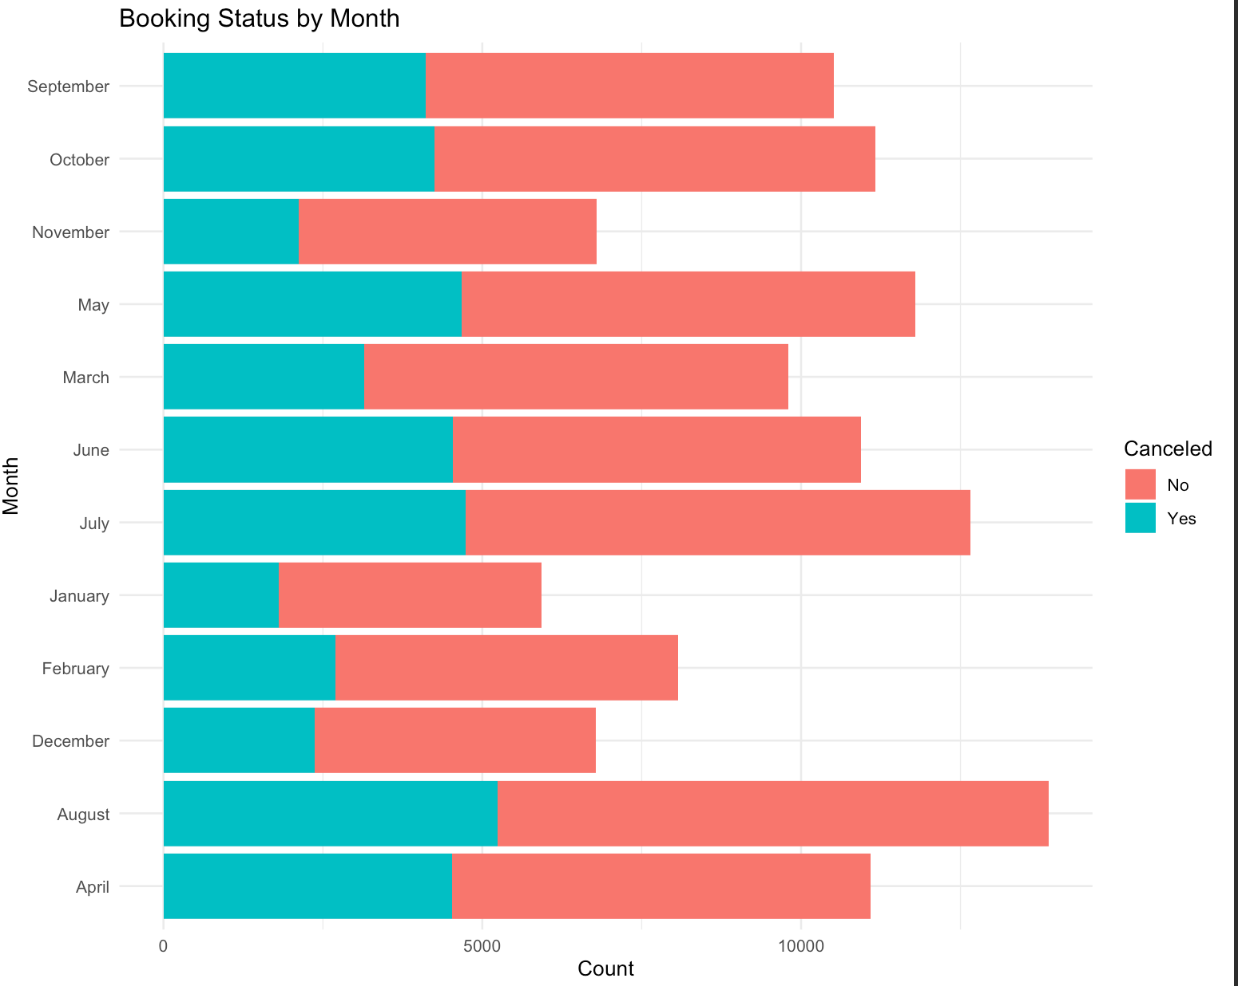 Booking Status by Month
September
October
November
May
March
June
July
January
February
December
August
April
Month
0 5000 10000
Count
Canceled
No
Yes